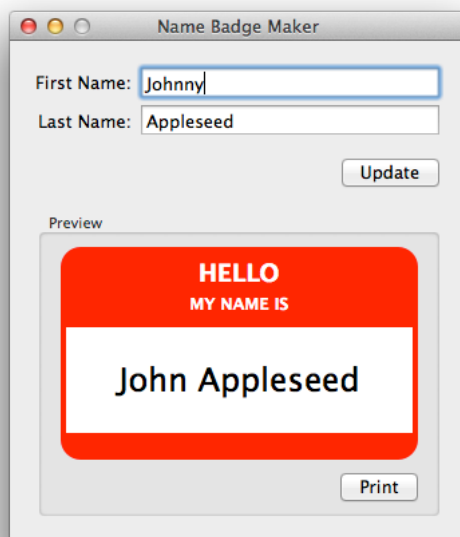 Name Badge Maker
First Name: Johnny
Last Name: Appleseed
Update
Preview
HELLO
MY NAME IS
John Appleseed
Print